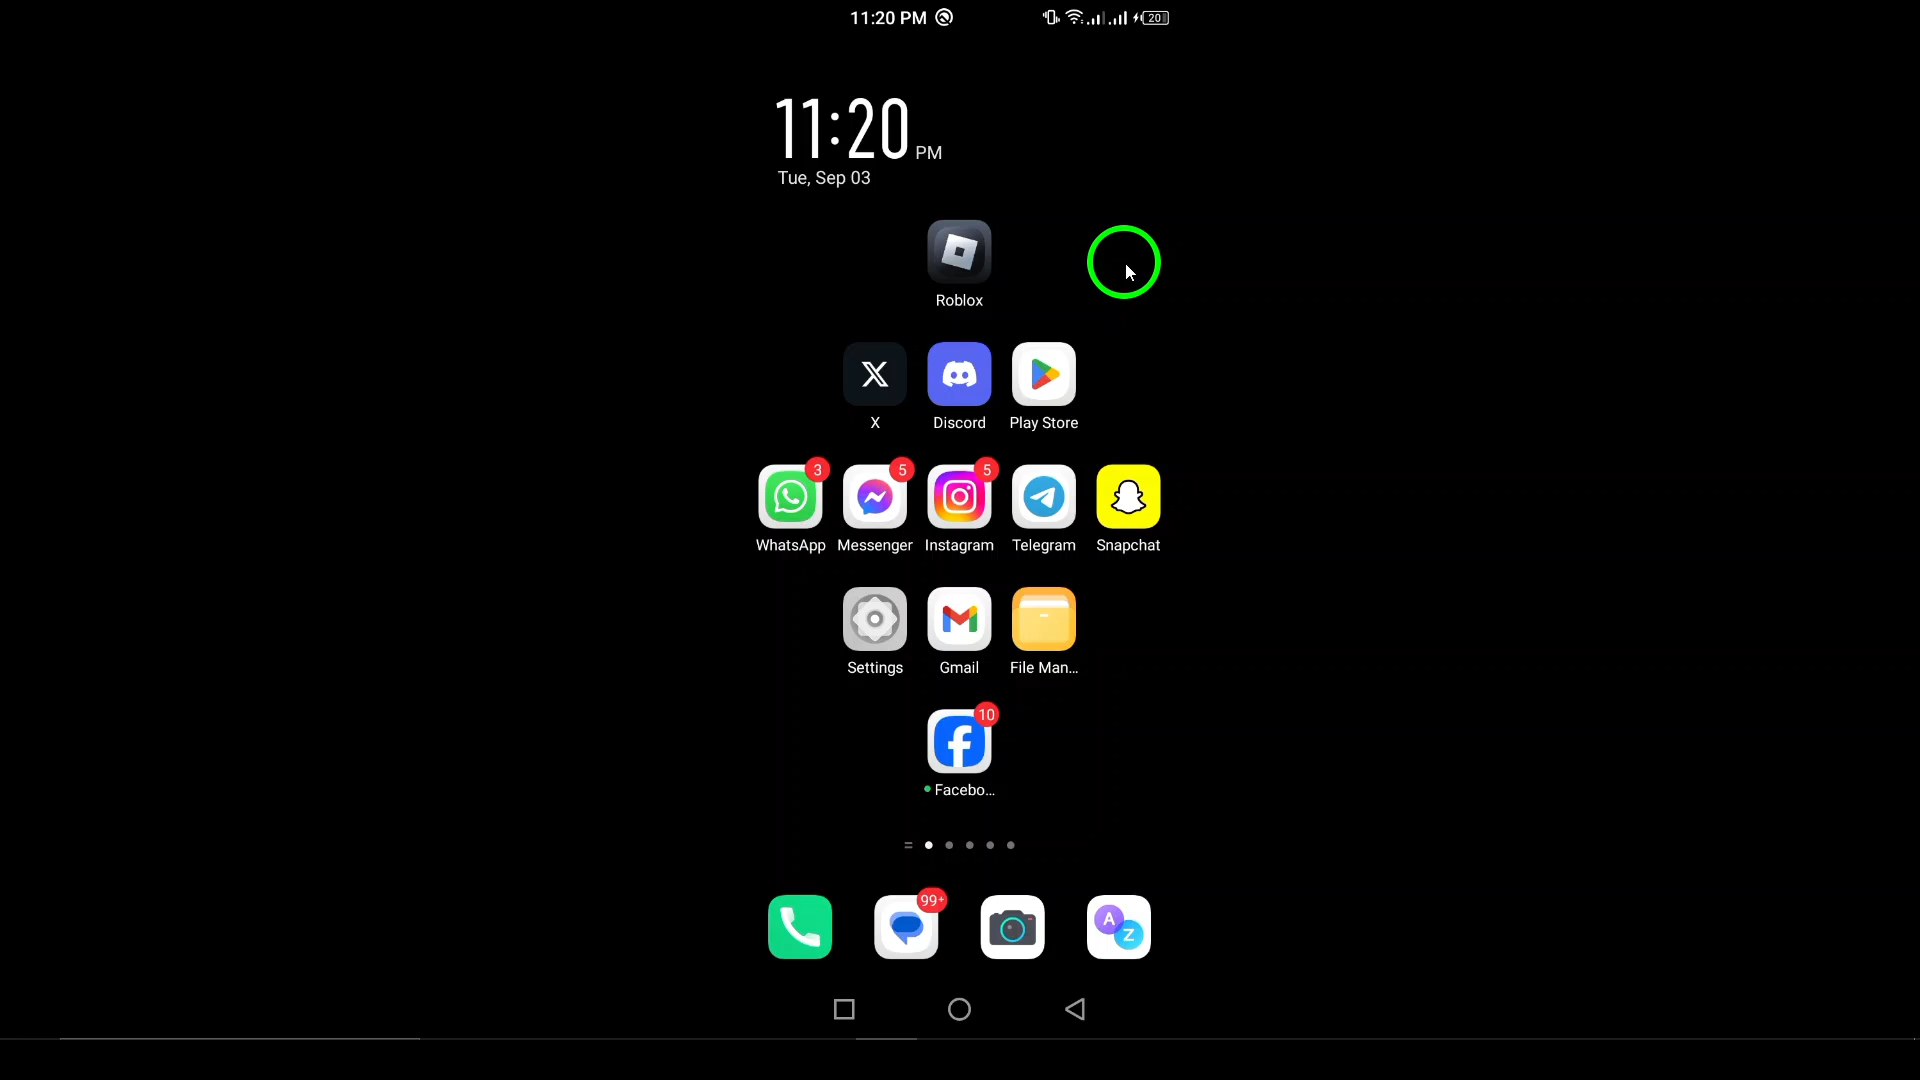 11:20 PM
20
11:20 PM
Tue, Sep 03
Roblox
X
Discord
Play Store
3
5
5
WhatsApp
Messenger
Instagram
Telegram
Snapchat
Settings
Gmail
File Man...
10
Facebo...
99+
A
Z